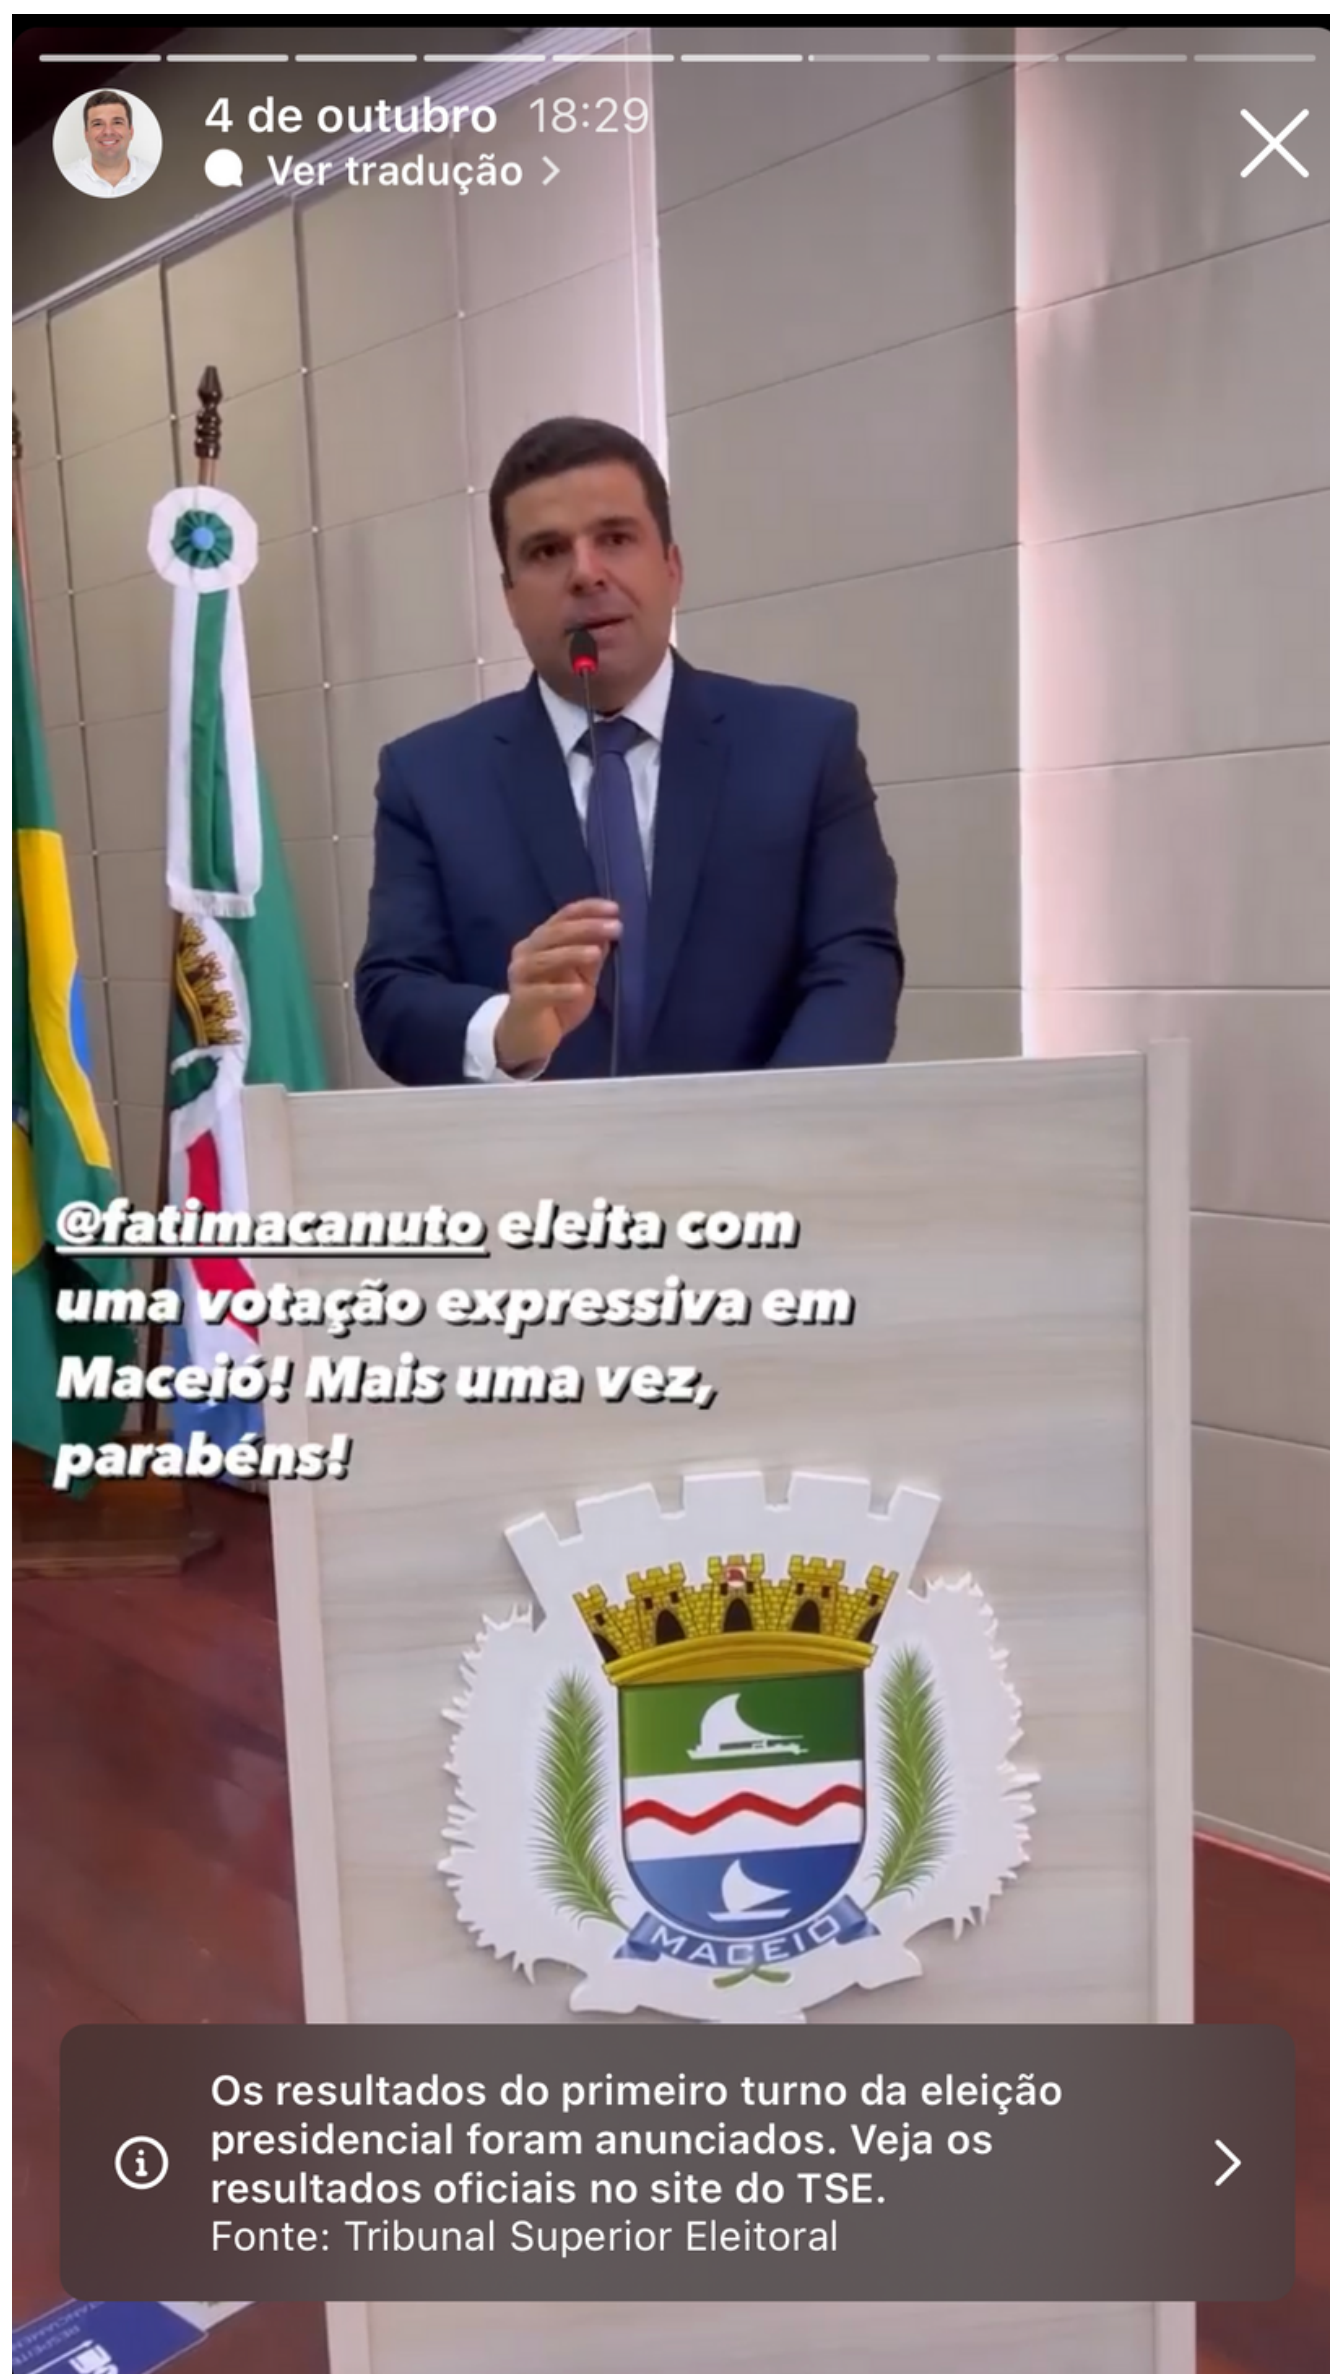 4 de outubro 18:29
Ver tradução
@fatimacanuto eleita com
uma votação expressiva em
Maceió! Mais uma vez,
parabéns!
MACEIO
Os resultados do primeiro turno da eleição
presidencial foram anunciados. Veja os
resultados oficiais no site do TSE.
Fonte: Tribunal Superior Eleitoral
RESPEITE